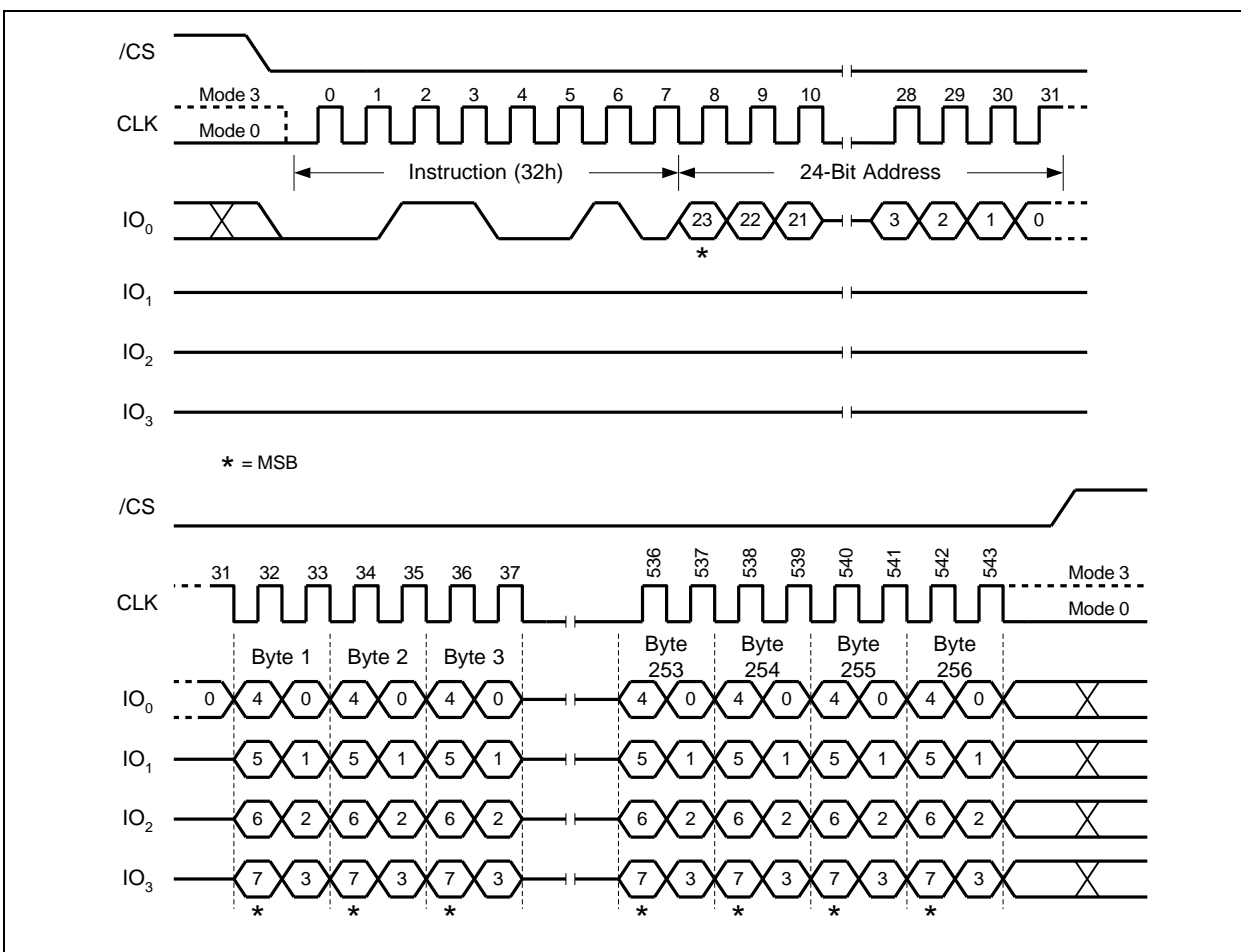 /CS
Mode 3 0 1 2 3 4 5 6 7 8 9 10 28 29 30 31
CLK
Mode 0
Instruction (32h) 24-Bit Address
IO0 23 22 21 3 2 1 0
*
IO1
IO2
IO3
* = MSB
/CS
31 32 33 34 35 36 37 536 537 538 539 540 541 542 543
Mode 3
CLK
Mode 0
Byte 1 Byte 2 Byte 3 Byte 253 Byte 254 Byte 255 Byte 256
IO0 0 4 0 4 0 4 0 4 0 4 0 4 0 4 0
IO1 5 1 5 1 5 1 5 1 5 1 5 1 5 1
IO2 6 2 6 2 6 2 6 2 6 2 6 2 6 2
IO3 7 3 7 3 7 3 7 3 7 3 7 3 7 3
* * * * * * *